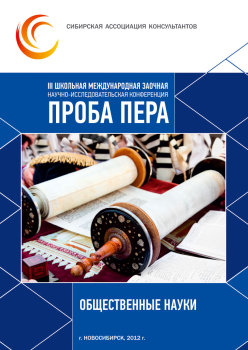 СИБИРСКАЯ АССОЦИАЦИЯ КОНСУЛЬТАНТОВ
III ШКОЛЬНАЯ МЕЖДУНАРОДНАЯ ЗАОЧНАЯ
НАУЧНО-ИССЛЕДОВАТЕЛЬСКАЯ КОНФЕРЕНЦИЯ
ПРОБА ПЕРА
ОБЩЕСТВЕННЫЕ НАУКИ
г. НОВОСИБИРСК, 2012 г.